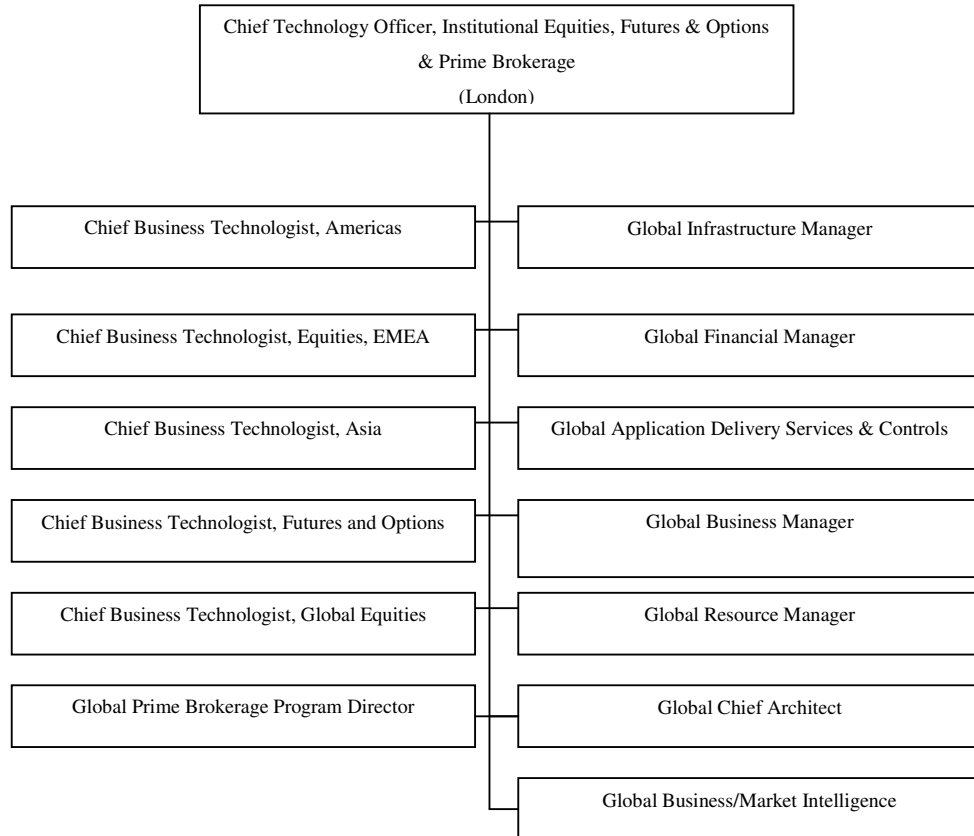 Chief Technology Officer, Institutional Equities, Futures & Options
& Prime Brokerage
(London)
Chief Business Technologist, Americas
Global Infrastructure Manager
Chief Business Technologist, Equities, EMEA
Global Financial Manager
Chief Business Technologist, Asia
Global Application Delivery Services & Controls
Chief Business Technologist, Futures and Options
Global Business Manager
Chief Business Technologist, Global Equities
Global Resource Manager
Global Prime Brokerage Program Director
Global Chief Architect
Global Business/Market Intelligence